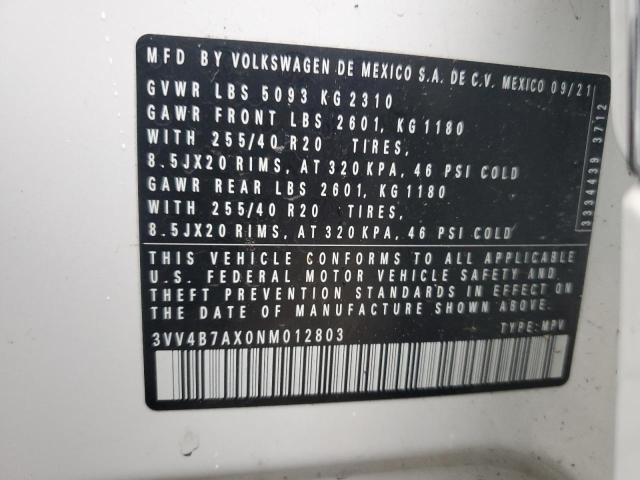 MFD BY VOLKSWAGEN DE MEXICO S.A. DE C.V. MEXICO 09/21
GVWR LBS 5093 KG 2310
GAWR FRONT LBS 2601, KG 1180
WITH 255/40 R20 TIRES,
8.5JX20 RIMS, AT 320 KPA, 46 PSI COLD
GAWR REAR LBS 2601, KG 1180
WITH 255/40 R20 TIRES,
8.5JX20 RIMS, AT 320 KPA, 46 PSI COLD
3334439 3712
THIS VEHICLE CONFORMS TO ALL APPLICABLE
U.S. FEDERAL MOTOR VEHICLE SAFETY AND.
THEFT PREVENTION STANDARDS IN EFFECT ON
THE DATE OF MANUFACTURE SHOWN ABOVE.
3VV4B7AX0NM012803 TYPE: MPV